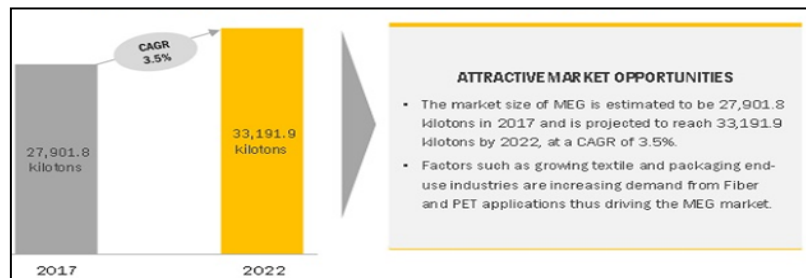 CAGR
3.5%
27,901.8
kilotons
33,191.9
kilotons
2017
2022
ATTRACTIVE MARKET OPPORTUNITIES
▪ The market size of MEG is estimated to be 27,901.8
kilotons in 2017 and is projected to reach 33,191.9
kilotons by 2022, at a CAGR of 3.5%.
▪ Factors such as growing textile and packaging end-
use industries are increasing demand from Fiber
and PET applications thus driving the MEG market.